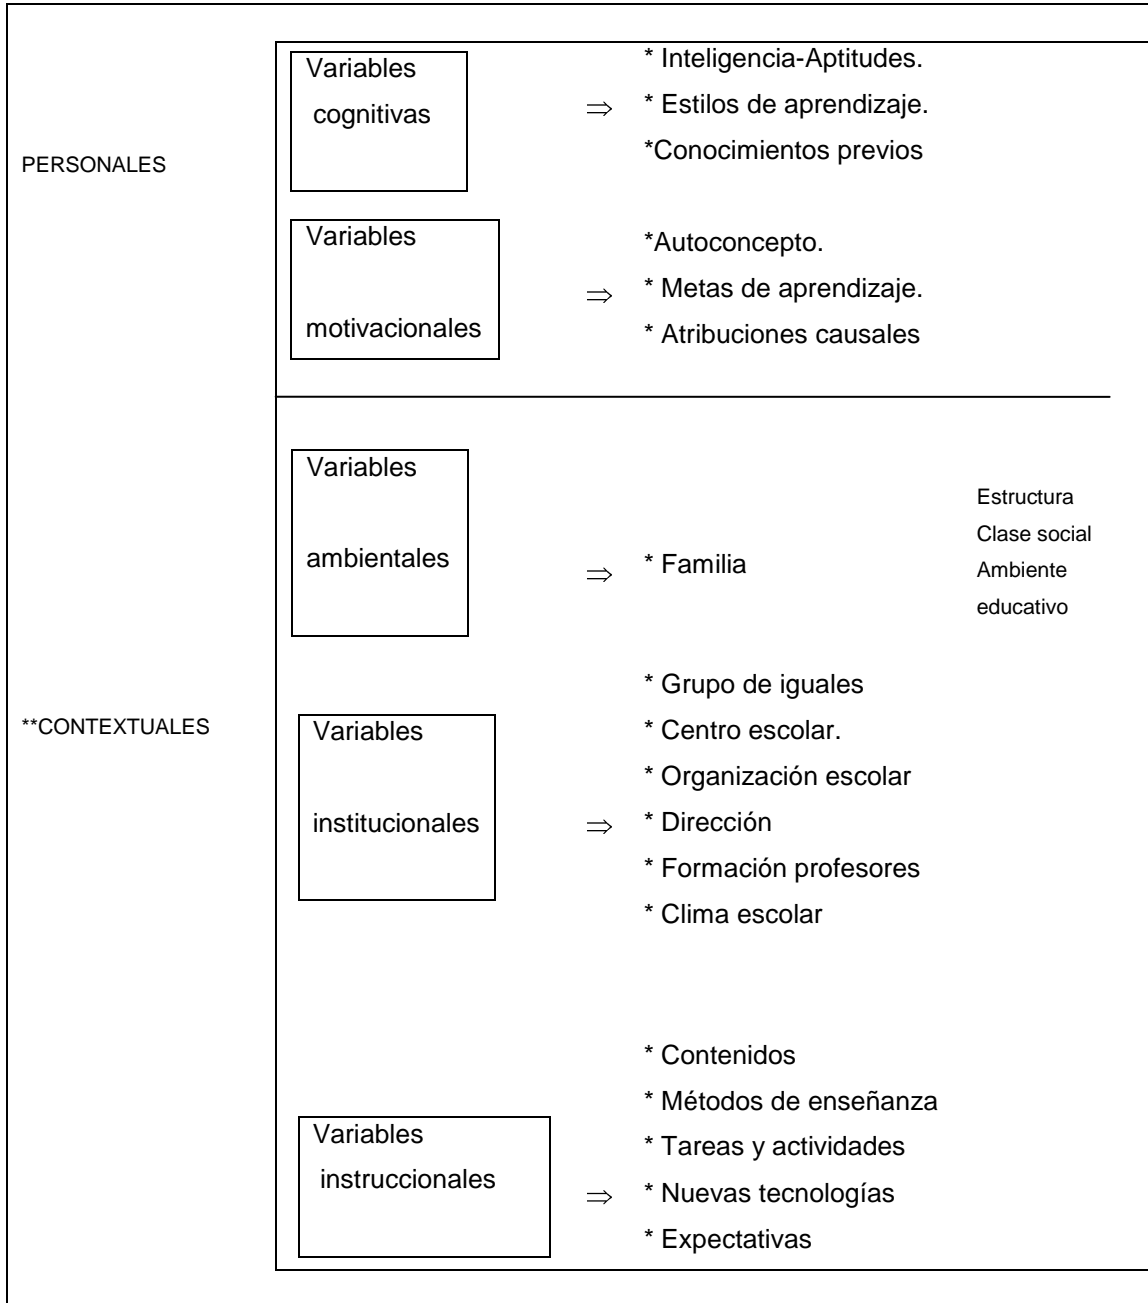 PERSONALES
Variables
cognitivas
⇒
* Inteligencia-Aptitudes.
* Estilos de aprendizaje.
*Conocimientos previos
Variables
motivacionales
⇒
*Autoconcepto.
* Metas de aprendizaje.
* Atribuciones causales
**CONTEXTUALES
Variables
ambientales
⇒
* Familia
Estructura
Clase social
Ambiente
educativo
Variables
institucionales
⇒
* Grupo de iguales
* Centro escolar.
* Organización escolar
* Dirección
* Formación profesores
* Clima escolar
Variables
instruccionales
⇒
* Contenidos
* Métodos de enseñanza
* Tareas y actividades
* Nuevas tecnologías
* Expectativas